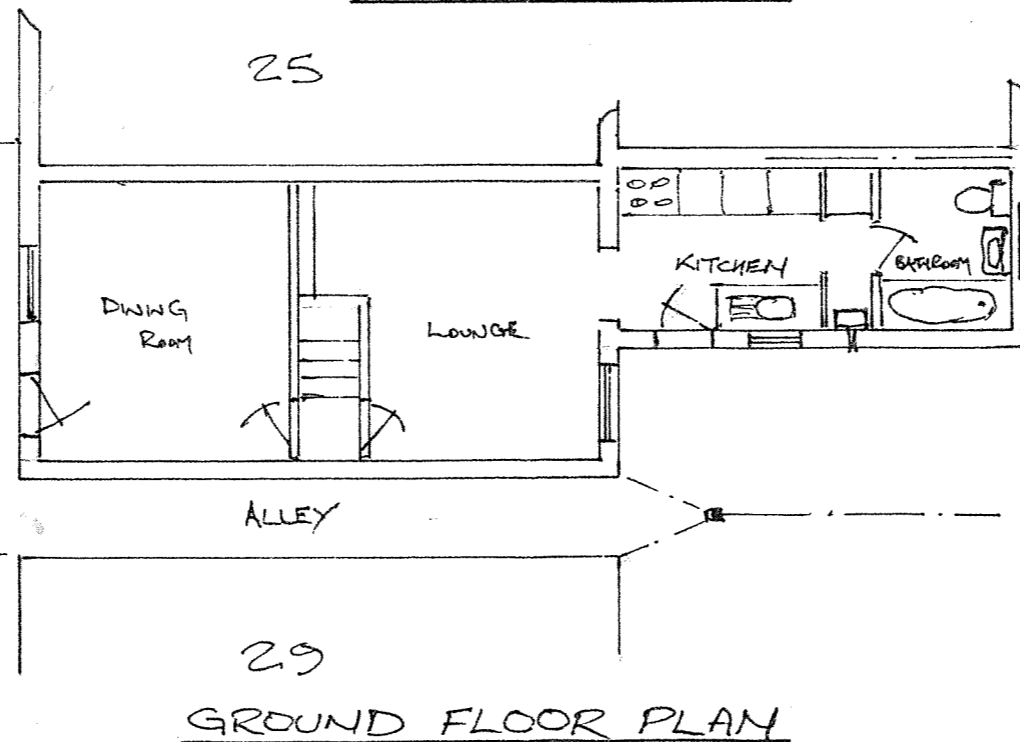 25
KITCHEN
BATHROOM
DINING
ROOM
LOUNGE
ALLEY
29
GROUND FLOOR PLAN